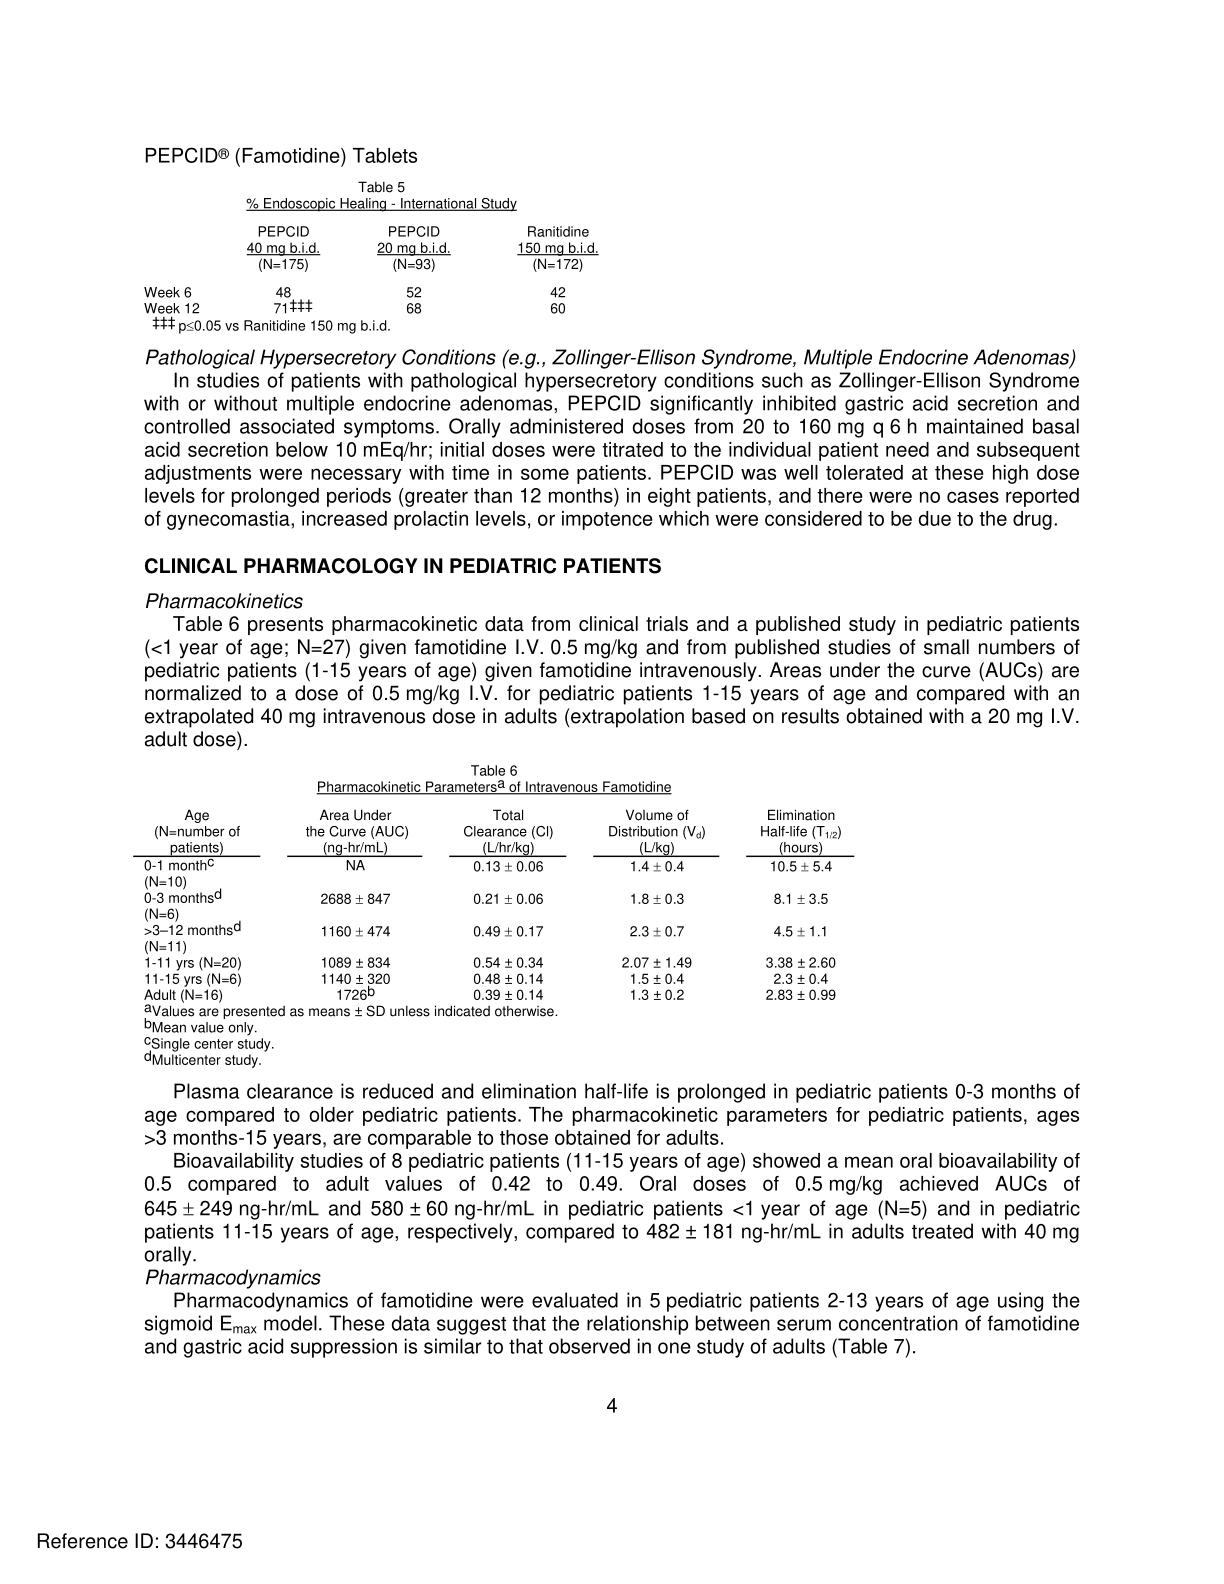 PEPCID® (Famotidine) Tablets
Table 5
% Endoscopic Healing - International Study
PEPCID PEPCID Ranitidine
40 mg b.i.d. 20 mg b.i.d. 150 mg b.i.d.
(N=175) (N=93) (N=172)
Week 6 48 52 42
Week 12 71‡‡‡ 68 60
‡‡‡ p≤0.05 vs Ranitidine 150 mg b.i.d.
Pathological Hypersecretory Conditions (e.g., Zollinger-Ellison Syndrome, Multiple Endocrine Adenomas)
In studies of patients with pathological hypersecretory conditions such as Zollinger-Ellison Syndrome
with or without multiple endocrine adenomas, PEPCID significantly inhibited gastric acid secretion and
controlled associated symptoms. Orally administered doses from 20 to 160 mg q 6 h maintained basal
acid secretion below 10 mEq/hr; initial doses were titrated to the individual patient need and subsequent
adjustments were necessary with time in some patients. PEPCID was well tolerated at these high dose
levels for prolonged periods (greater than 12 months) in eight patients, and there were no cases reported
of gynecomastia, increased prolactin levels, or impotence which were considered to be due to the drug.
CLINICAL PHARMACOLOGY IN PEDIATRIC PATIENTS
Pharmacokinetics
Table 6 presents pharmacokinetic data from clinical trials and a published study in pediatric patients
(<1 year of age; N=27) given famotidine I.V. 0.5 mg/kg and from published studies of small numbers of
pediatric patients (1-15 years of age) given famotidine intravenously. Areas under the curve (AUCs) are
normalized to a dose of 0.5 mg/kg I.V. for pediatric patients 1-15 years of age and compared with an
extrapolated 40 mg intravenous dose in adults (extrapolation based on results obtained with a 20 mg I.V.
adult dose).
Table 6
Pharmacokinetic Parametersa of Intravenous Famotidine
Age Area Under Total Volume of Elimination
(N=number of the Curve (AUC) Clearance (Cl) Distribution (Vd) Half-life (T1/2)
patients) (ng-hr/mL) (L/hr/kg) (L/kg) (hours)
0-1 monthc NA 0.13 ± 0.06 1.4 ± 0.4 10.5 ± 5.4
(N=10)
0-3 monthsd 2688 ± 847 0.21 ± 0.06 1.8 ± 0.3 8.1 ± 3.5
(N=6)
>3–12 monthsd 1160 ± 474 0.49 ± 0.17 2.3 ± 0.7 4.5 ± 1.1
(N=11)
1-11 yrs (N=20) 1089 ± 834 0.54 ± 0.34 2.07 ± 1.49 3.38 ± 2.60
11-15 yrs (N=6) 1140 ± 320 0.48 ± 0.14 1.5 ± 0.4 2.3 ± 0.4
Adult (N=16) 1726b 0.39 ± 0.14 1.3 ± 0.2 2.83 ± 0.99
aValues are presented as means ± SD unless indicated otherwise.
bMean value only.
cSingle center study.
dMulticenter study.
Plasma clearance is reduced and elimination half-life is prolonged in pediatric patients 0-3 months of
age compared to older pediatric patients. The pharmacokinetic parameters for pediatric patients, ages
>3 months-15 years, are comparable to those obtained for adults.
Bioavailability studies of 8 pediatric patients (11-15 years of age) showed a mean oral bioavailability of
0.5 compared to adult values of 0.42 to 0.49. Oral doses of 0.5 mg/kg achieved AUCs of
645 ± 249 ng-hr/mL and 580 ± 60 ng-hr/mL in pediatric patients <1 year of age (N=5) and in pediatric
patients 11-15 years of age, respectively, compared to 482 ± 181 ng-hr/mL in adults treated with 40 mg
orally.
Pharmacodynamics
Pharmacodynamics of famotidine were evaluated in 5 pediatric patients 2-13 years of age using the
sigmoid Emax model. These data suggest that the relationship between serum concentration of famotidine
and gastric acid suppression is similar to that observed in one study of adults (Table 7).
4
Reference ID: 3446475